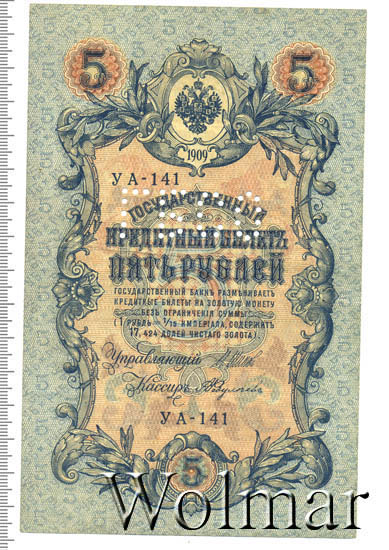 5 5
1909
УА-141
ГОСУДАРСТВЕННЫЙ
КРЕДИТНЫЙ БИЛЕТЪ
ПЯТЬ РУБЛЕЙ
ГОСУДАРСТВЕННЫЙ БАНКЪ РАЗМѢНИВАЕТЪ
КРЕДИТНЫЕ БИЛЕТЫ НА ЗОЛОТУЮ МОНЕТУ
БЕЗЪ ОГРАНИЧЕНІЯ СУММЫ
(1 РУБЛЬ = 1/15 ИМПЕРІАЛА, СОДЕРЖИТЪ
17,424 ДОЛЕЙ ЧИСТАГО ЗОЛОТА)
Управляющій
Кассиръ
УА-141
5
Wolmar